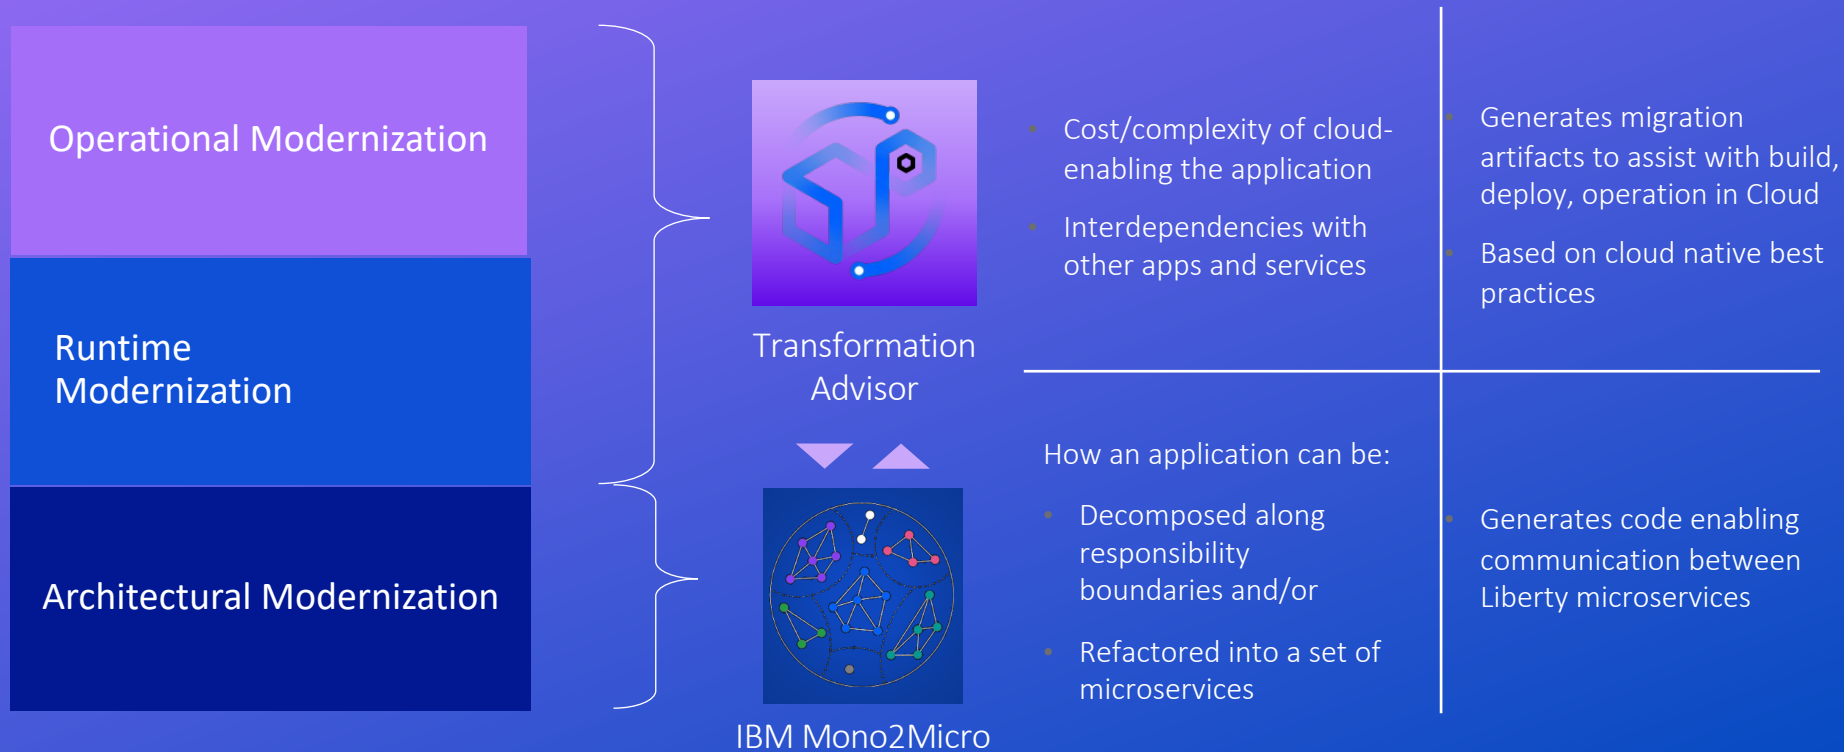 Operational Modernization
Runtime
Modernization
Architectural Modernization
Transformation
Advisor
IBM Mono2Micro
• Cost/complexity of cloud-
enabling the application
• Interdependencies with
other apps and services
• Generates migration
artifacts to assist with build,
deploy, operation in Cloud
• Based on cloud native best
practices
How an application can be:
• Decomposed along
responsibility
boundaries and/or
• Refactored into a set of
microservices
• Generates code enabling
communication between
Liberty microservices